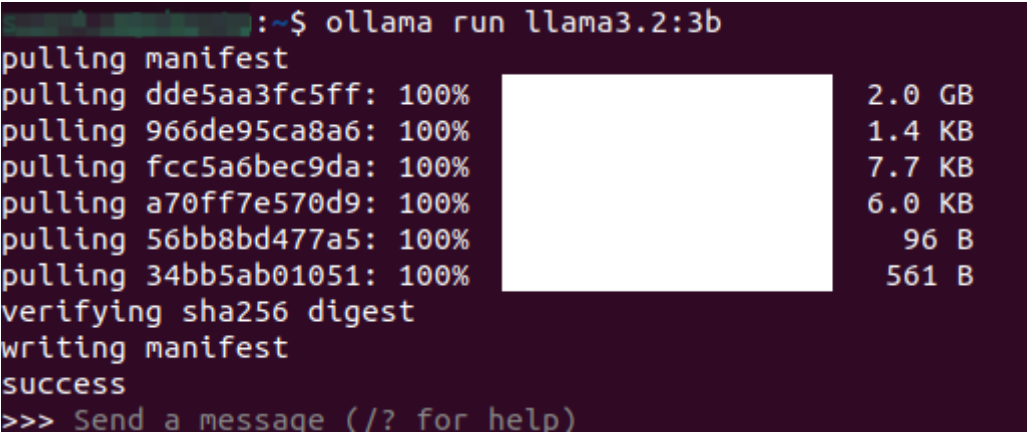 :~$ ollama run llama3.2:3b
pulling manifest
pulling dde5aa3fc5ff: 100% 2.0 GB
pulling 966de95ca8a6: 100% 1.4 KB
pulling fcc5a6bec9da: 100% 7.7 KB
pulling a70ff7e570d9: 100% 6.0 KB
pulling 56bb8bd477a5: 100% 96 B
pulling 34bb5ab01051: 100% 561 B
verifying sha256 digest
writing manifest
success
>>> Send a message (/? for help)